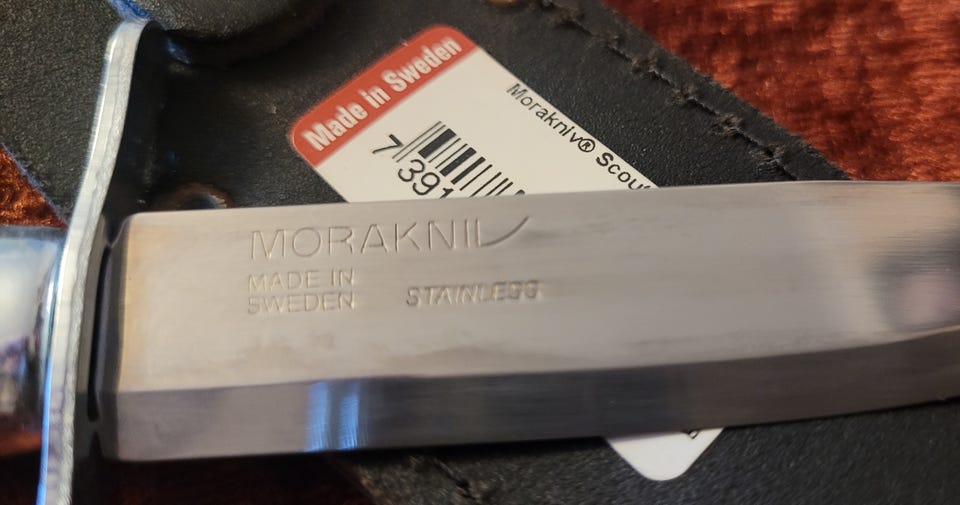 Made in Sweden
Morakniv® Scou
7 391
MORAKNIV
MADE IN
SWEDEN
STAINLESS